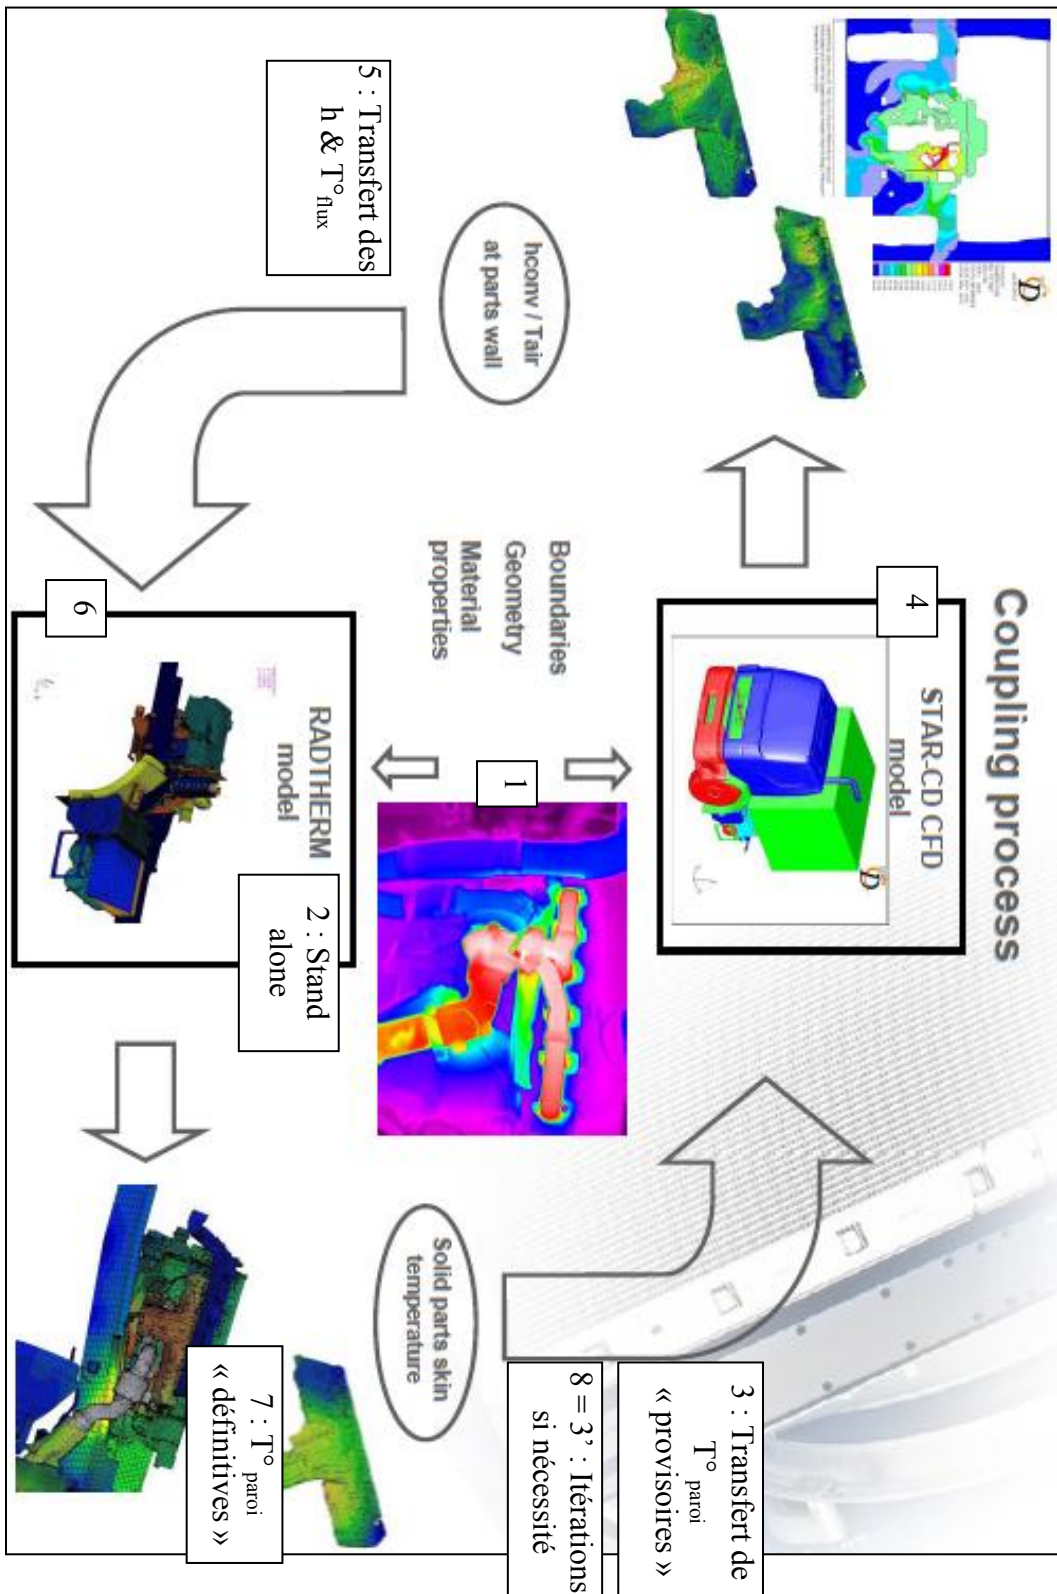 Coupling process
STAR-CD CFD
model
4
3 : Transfert de
T°paroi
« provisoires »
8 = 3’ : Itérations
si nécessité
Boundaries
Geometry
Material
properties
1
hconv / Tair
at parts wall
Solid parts skin
temperature
5 : Transfert des
h & T°flux
6
RADTHERM
model
2 : Stand
alone
7 : T°paroi
« définitives »